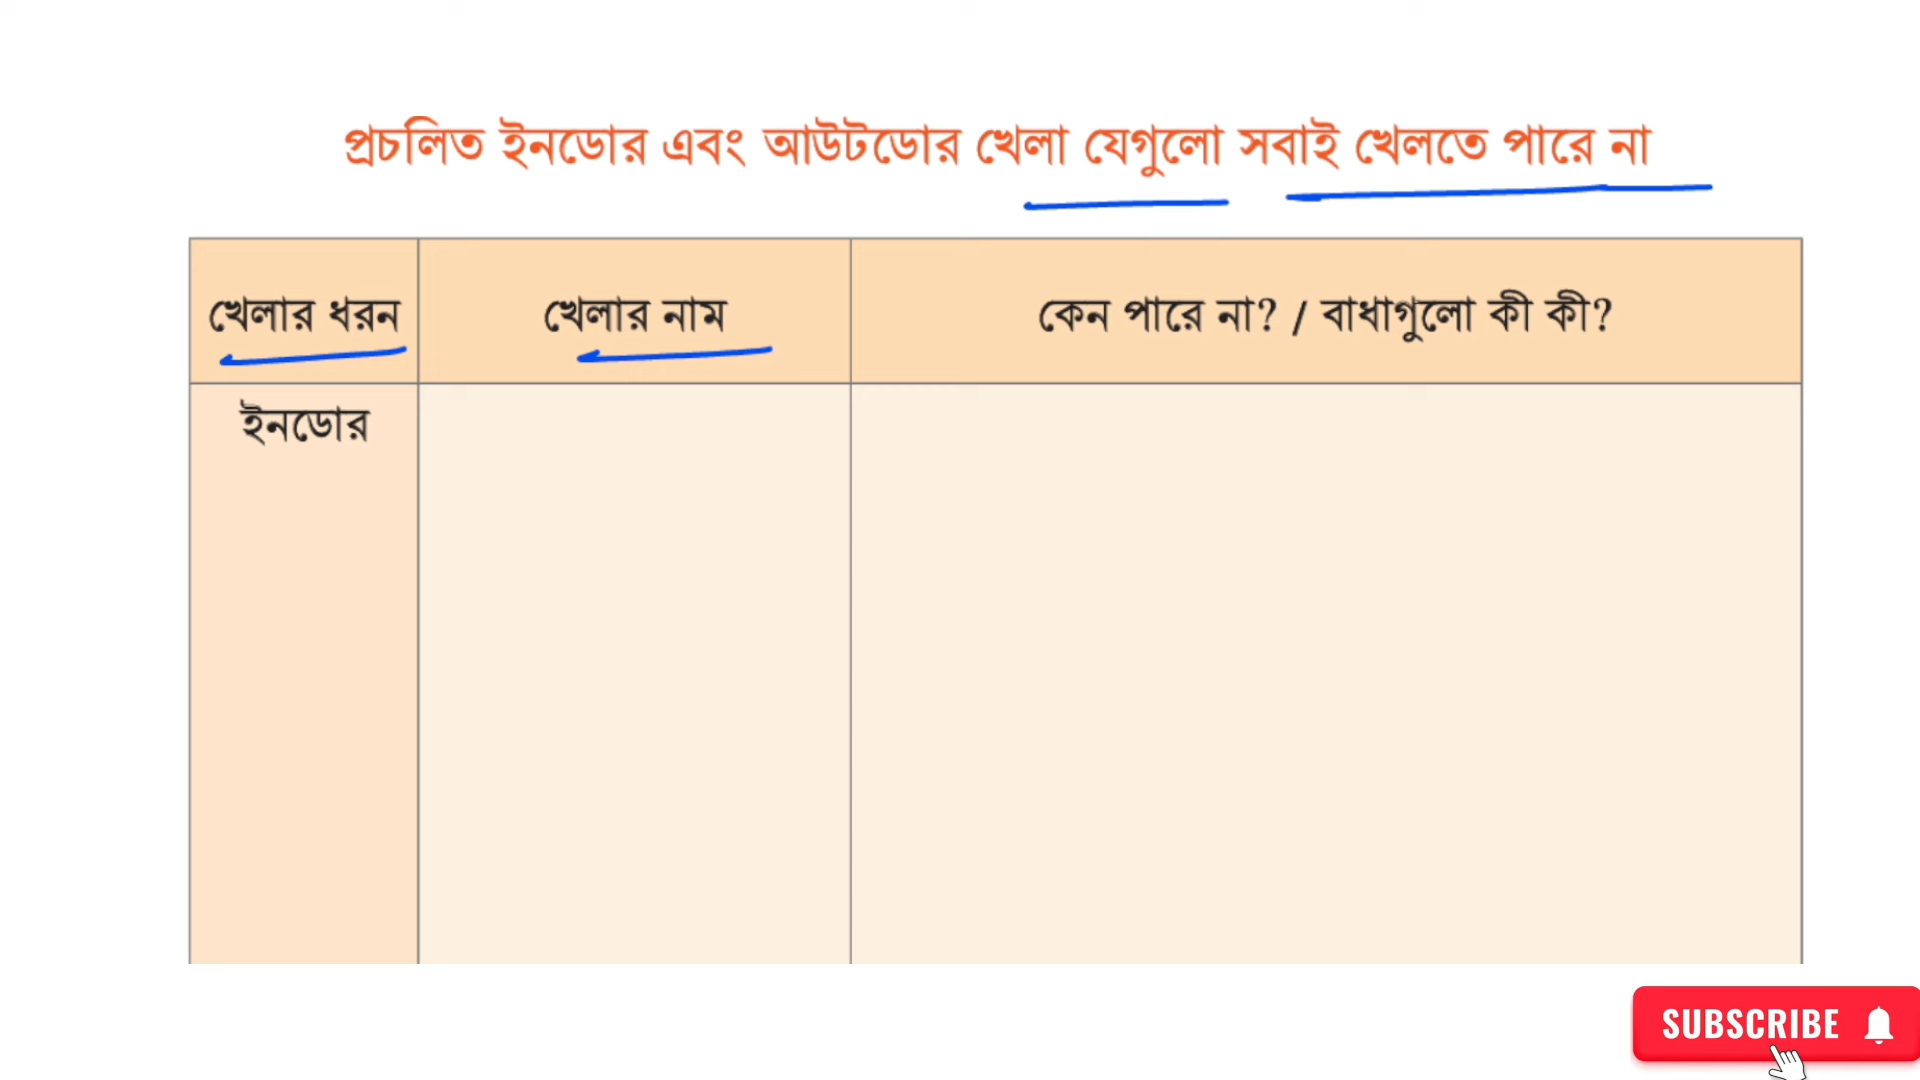 প্রচলিত ইনডোর এবং আউটডোর খেলা যেগুলো সবাই খেলতে পারে না
খেলার ধরন
খেলার নাম
কেন পারে না? / বাধাগুলো কী কী?
ইনডোর
SUBSCRIBE